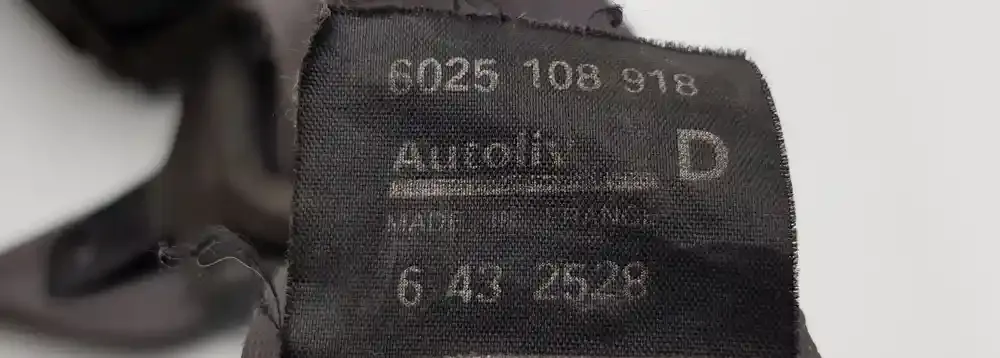 6025 108 918
Autoliv D
MADE IN FRANCE
6 43 2528